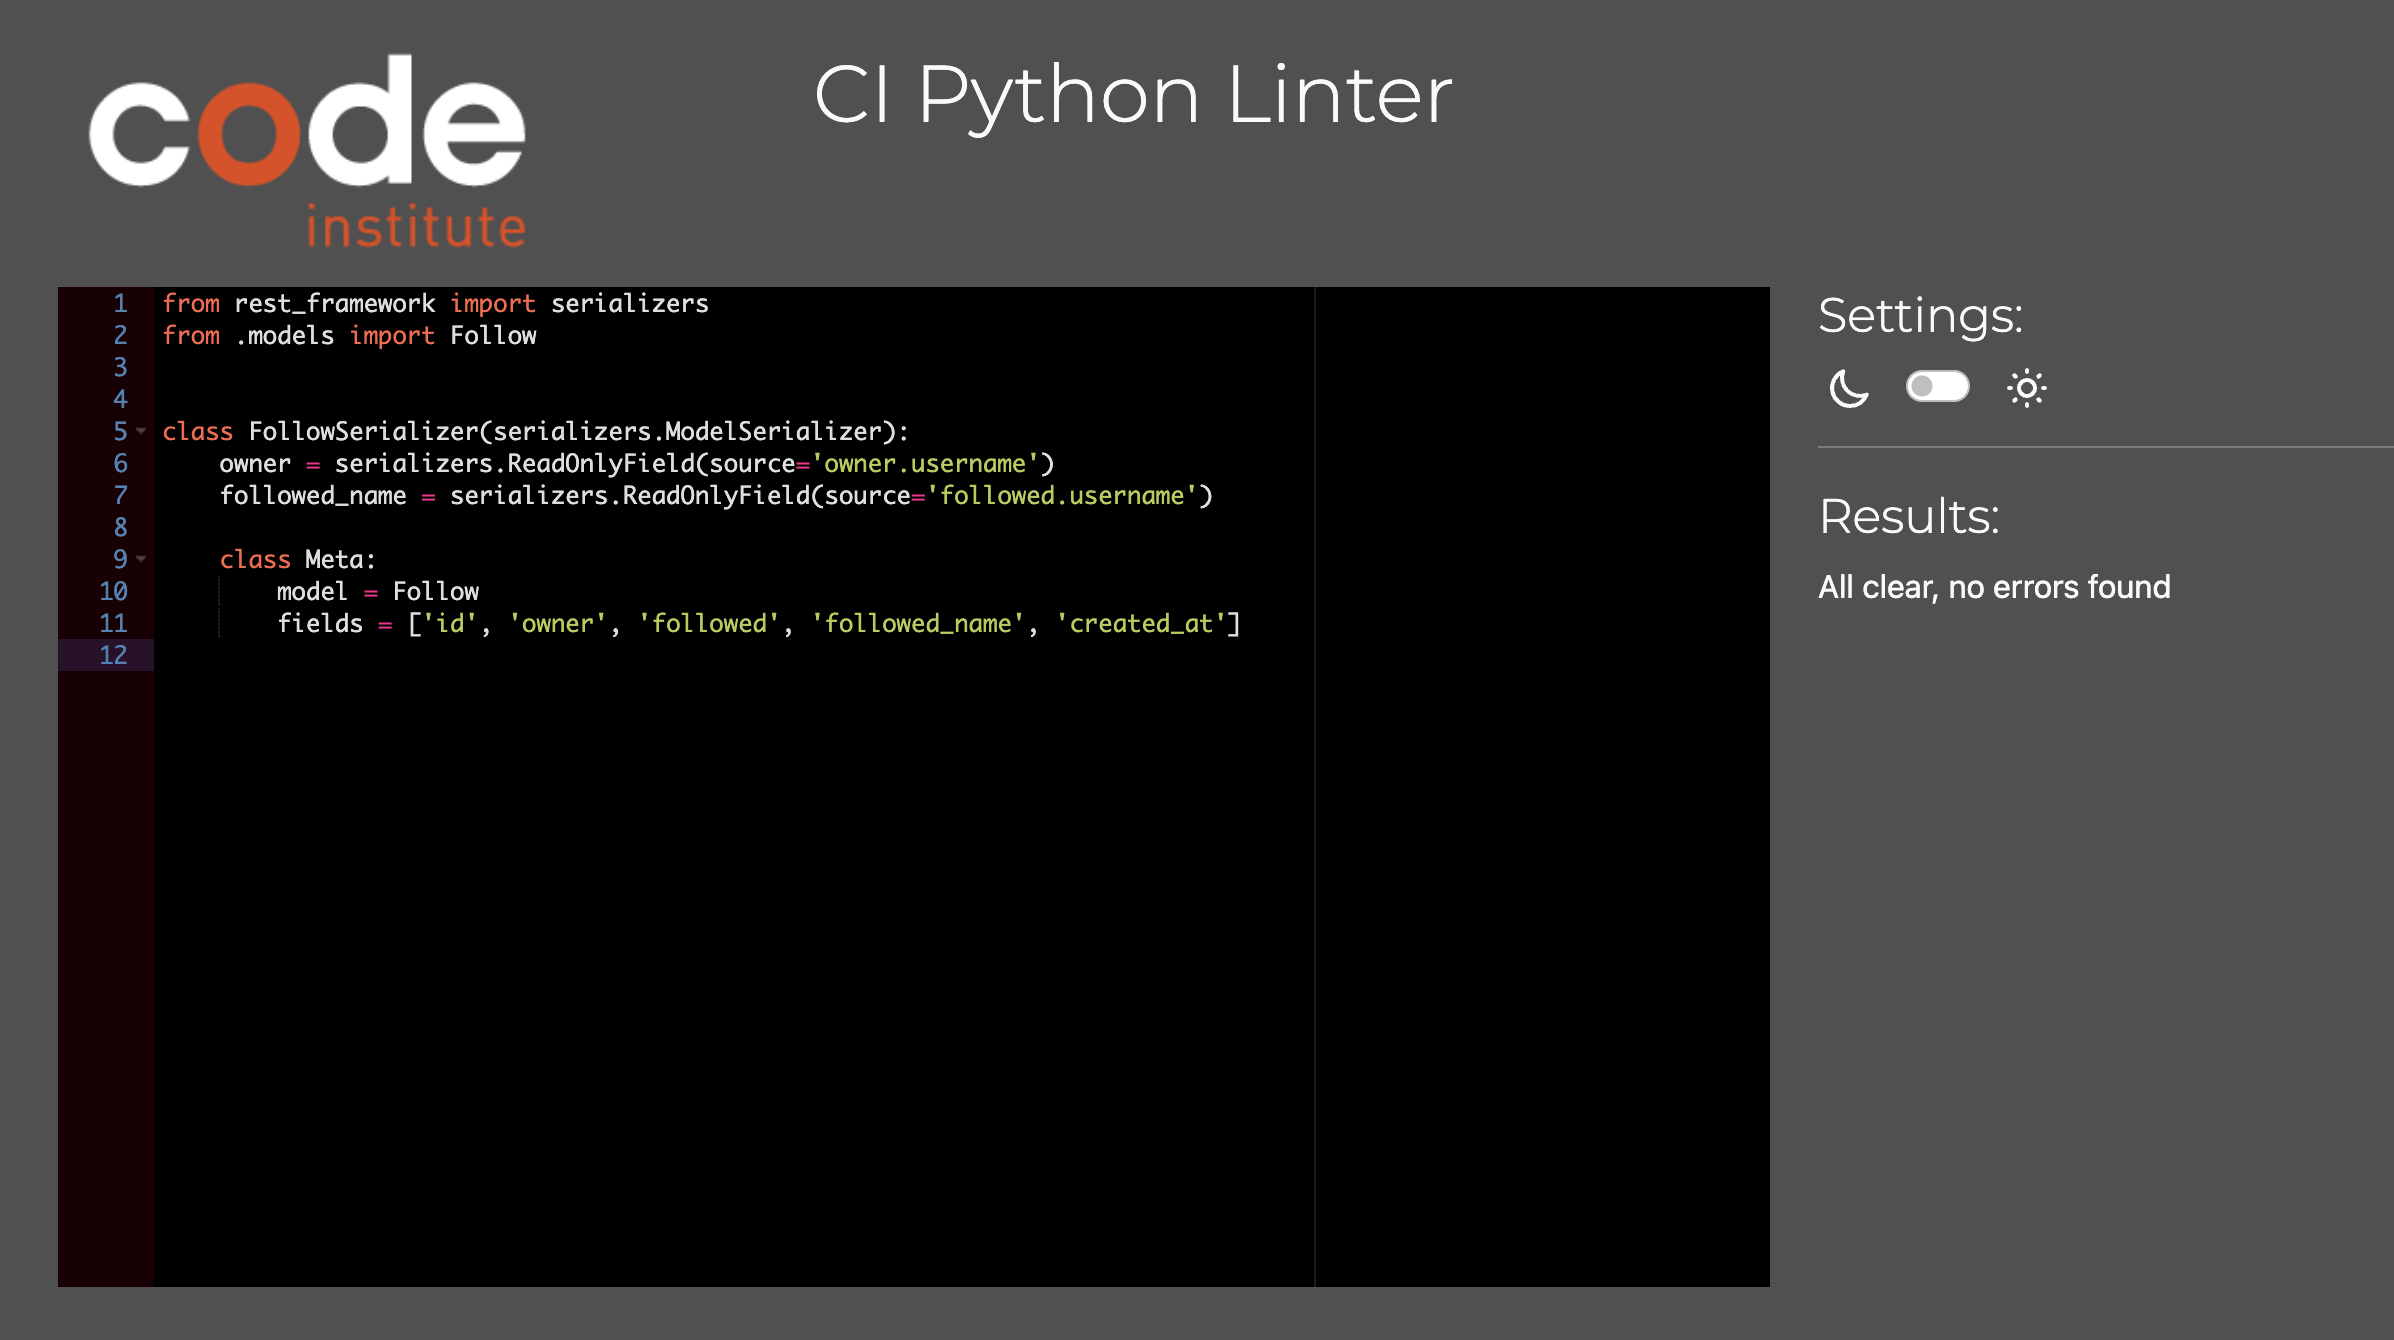 code
institute
CI Python Linter
1 from rest_framework import serializers
2 from .models import Follow
3
4
5 class FollowSerializer(serializers.ModelSerializer):
6     owner = serializers.ReadOnlyField(source='owner.username')
7     followed_name = serializers.ReadOnlyField(source='followed.username')
8
9     class Meta:
10         model = Follow
11         fields = ['id', 'owner', 'followed', 'followed_name', 'created_at']
12
Settings:
Results:
All clear, no errors found